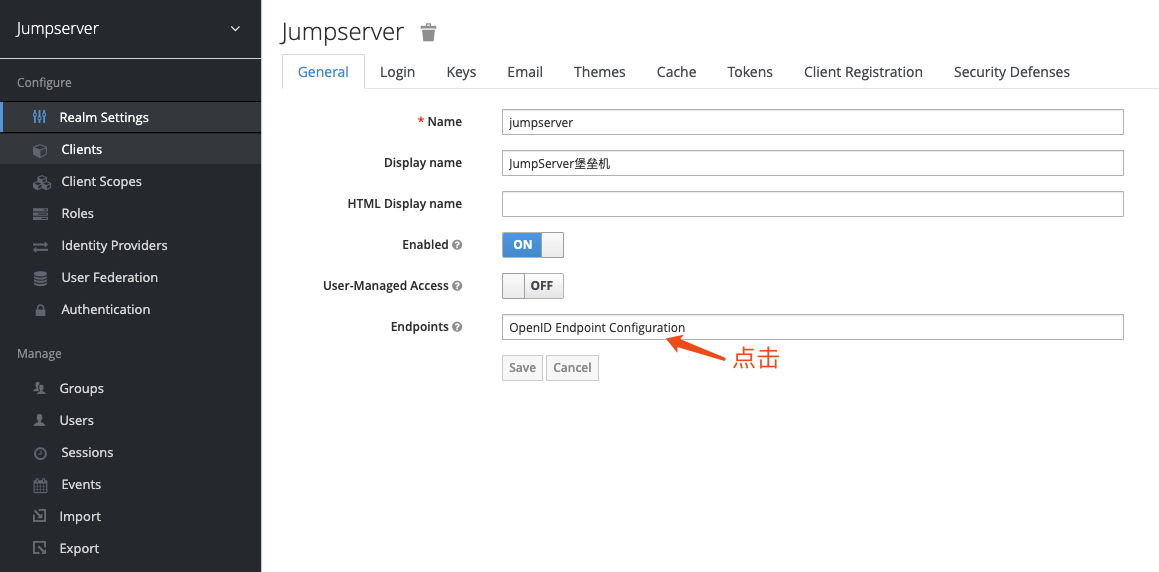 Jumpserver
Configure
Realm Settings
Clients
Client Scopes
Roles
Identity Providers
User Federation
Authentication
Manage
Groups
Users
Sessions
Events
Import
Export
Jumpserver
General Login Keys Email Themes Cache Tokens Client Registration Security Defenses
* Name jumpserver
Display name JumpServer堡垒机
HTML Display name
Enabled ON
User-Managed Access OFF
Endpoints OpenID Endpoint Configuration
点击
Save Cancel